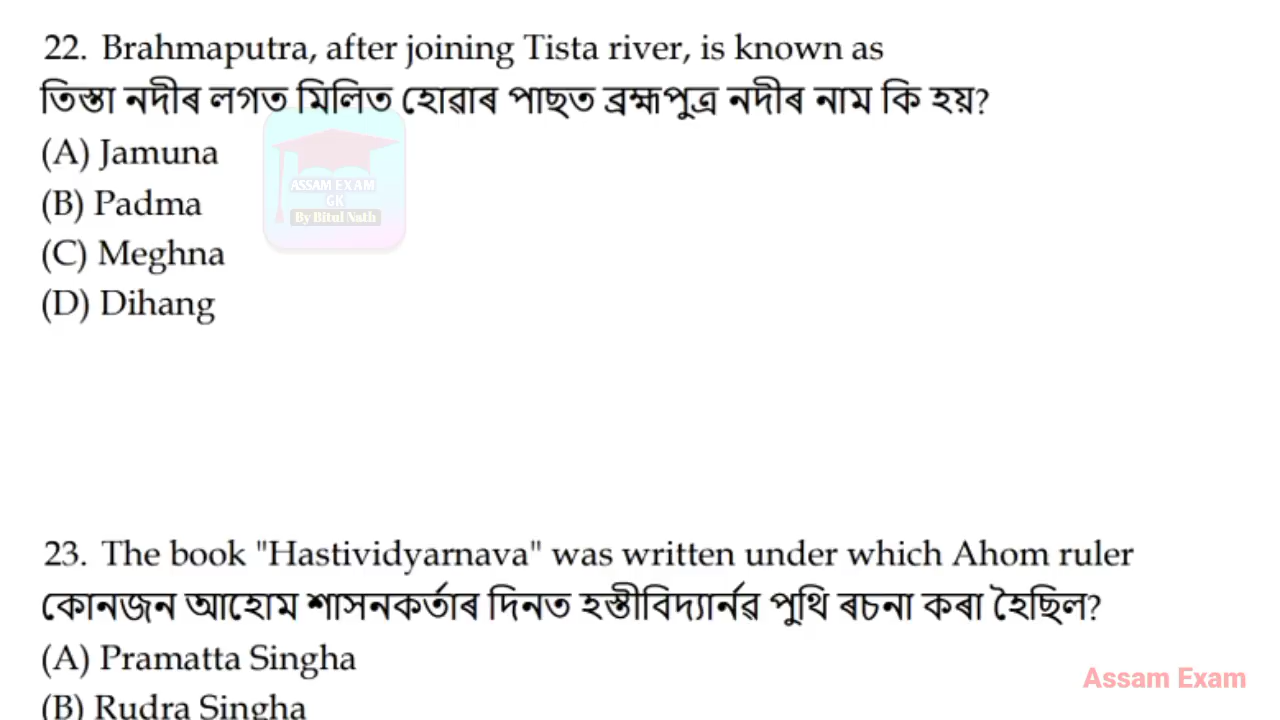 22. Brahmaputra, after joining Tista river, is known as
তিস্তা নদীৰ লগত মিলিত হোৱাৰ পাছত ব্ৰহ্মপুত্ৰ নদীৰ নাম কি হয়?
(A) Jamuna
(B) Padma
(C) Meghna
(D) Dihang
ASSAM EXAM
GK
By Bitul Nath
23. The book "Hastividyarnava" was written under which Ahom ruler
কোনজন আহোম শাসনকৰ্তাৰ দিনত হস্তীবিদ্যাৰ্নৱ পুথি ৰচনা কৰা হৈছিল?
(A) Pramatta Singha
(B) Rudra Singha
Assam Exam